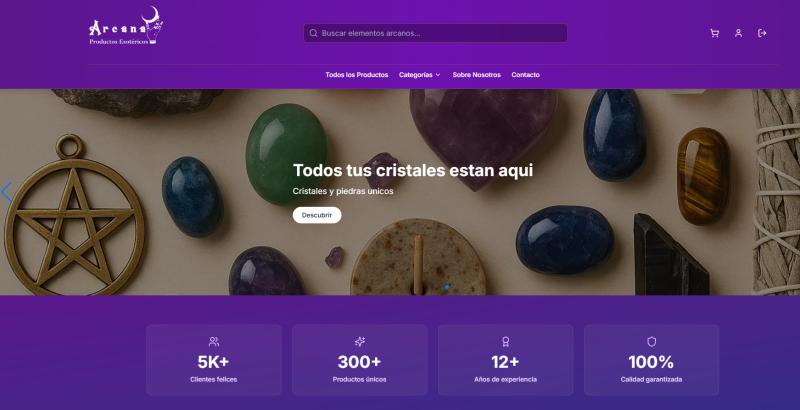 Arcana
Productos Esotéricos
Buscar elementos arcanos...
Todos los Productos
Categorías
Sobre Nosotros
Contacto
Todos tus cristales estan aqui
Cristales y piedras unicos
Descubrir
5K+
Clientes felices
300+
Productos únicos
12+
Años de experiencia
100%
Calidad garantizada